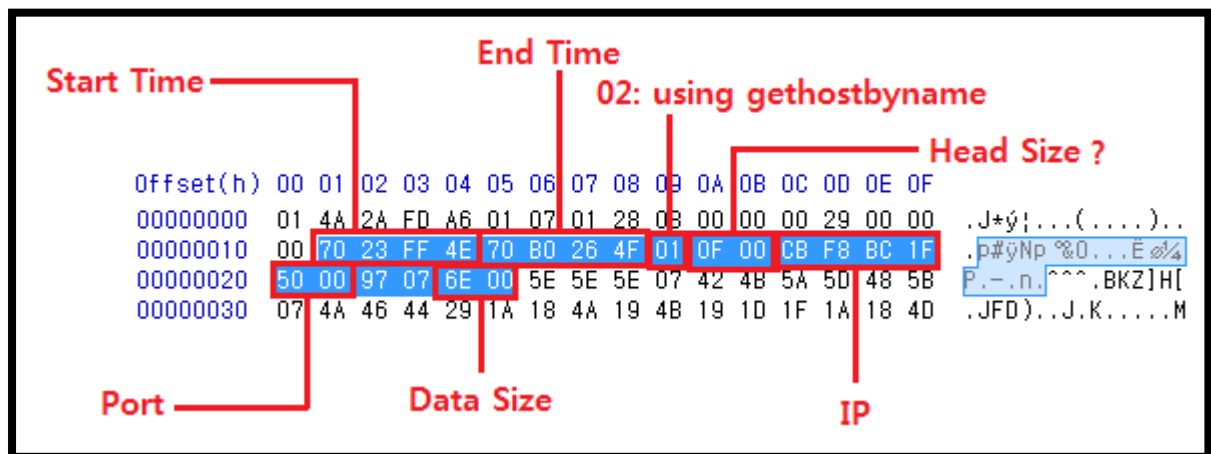 End Time
Start Time
02: using gethostbyname
Head Size ?
Offset(h) 00 01 02 03 04 05 06 07 08 09 0A 0B 0C 0D 0E 0F
00000000 01 4A 2A FD A6 01 07 01 28 0B 00 00 00 29 00 00 .J*ý¦...(....)..
00000010 00 70 23 FF 4E 70 B0 26 4F 01 0F 00 CB F8 BC 1F
00000020 50 00 97 07 6E 00 5E 5E 5E 07 42 4B 5A 5D 48 5B P.—.n.^^^.BKZ]H[
00000030 07 4A 46 44 29 1A 18 4A 19 4B 19 1D 1F 1A 18 4D .JFD)..J.K.....M
Port
Data Size
IP